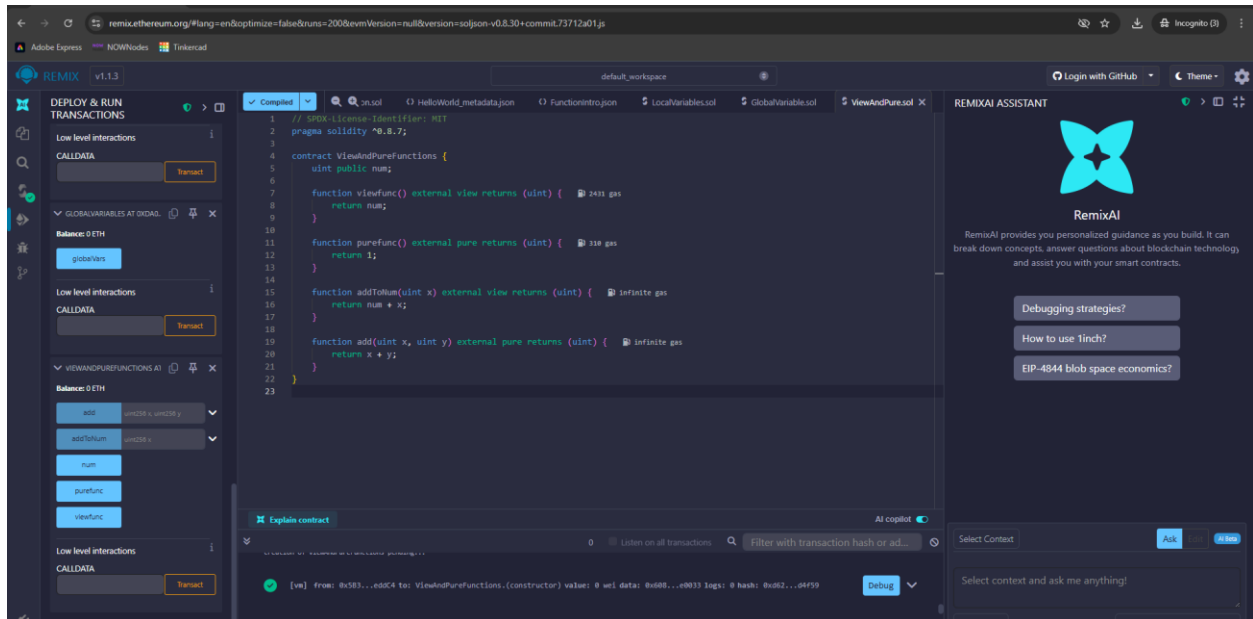 remix.ethereum.org/#lang=en&optimize=false&runs=200&evmVersion=null&version=soljson-v0.8.30+commit.73712a01.js
Incognito (3)
Adobe Express
NOWNodes
Tinkercad
REMIX
v1.1.3
default_workspace
Login with GitHub
Theme
DEPLOY & RUN
TRANSACTIONS
Low level interactions
i
CALLDATA
Transact
GLOBALVARIABLES AT 0XDA0..
Balance: 0 ETH
globalVars
Low level interactions
i
CALLDATA
Transact
VIEWANDPUREFUNCTIONS AT
Balance: 0 ETH
add
uint256 x, uint256 y
addToNum
uint256 x
num
purefunc
viewfunc
Low level interactions
i
CALLDATA
Transact
Compiled
on.sol
HelloWorld_metadata.json
FunctionIntro.json
LocalVariables.sol
GlobalVariable.sol
ViewAndPure.sol
1 // SPDX-License-Identifier: MIT
2 pragma solidity ^0.8.7;
3
4 contract ViewAndPureFunctions {
5 uint public num;
6
7 function viewfunc() external view returns (uint) { 2431 gas
8 return num;
9 }
10
11 function purefunc() external pure returns (uint) { 310 gas
12 return 1;
13 }
14
15 function addToNum(uint x) external view returns (uint) { infinite gas
16 return num + x;
17 }
18
19 function add(uint x, uint y) external pure returns (uint) { infinite gas
20 return x + y;
21 }
22 }
23
Explain contract
AI copilot
0
Listen on all transactions
Filter with transaction hash or ad...
creation of ViewAndPureFunctions pending...
[vm] from: 0x5B3...eddC4 to: ViewAndPureFunctions.(constructor) value: 0 wei data: 0x608...e0033 logs: 0 hash: 0xd62...d4f59
Debug
REMIXAI ASSISTANT
RemixAI
RemixAI provides you personalized guidance as you build. It can
break down concepts, answer questions about blockchain technology
and assist you with your smart contracts.
Debugging strategies?
How to use 1inch?
EIP-4844 blob space economics?
Select Context
Ask
Edit
AI Beta
Select context and ask me anything!